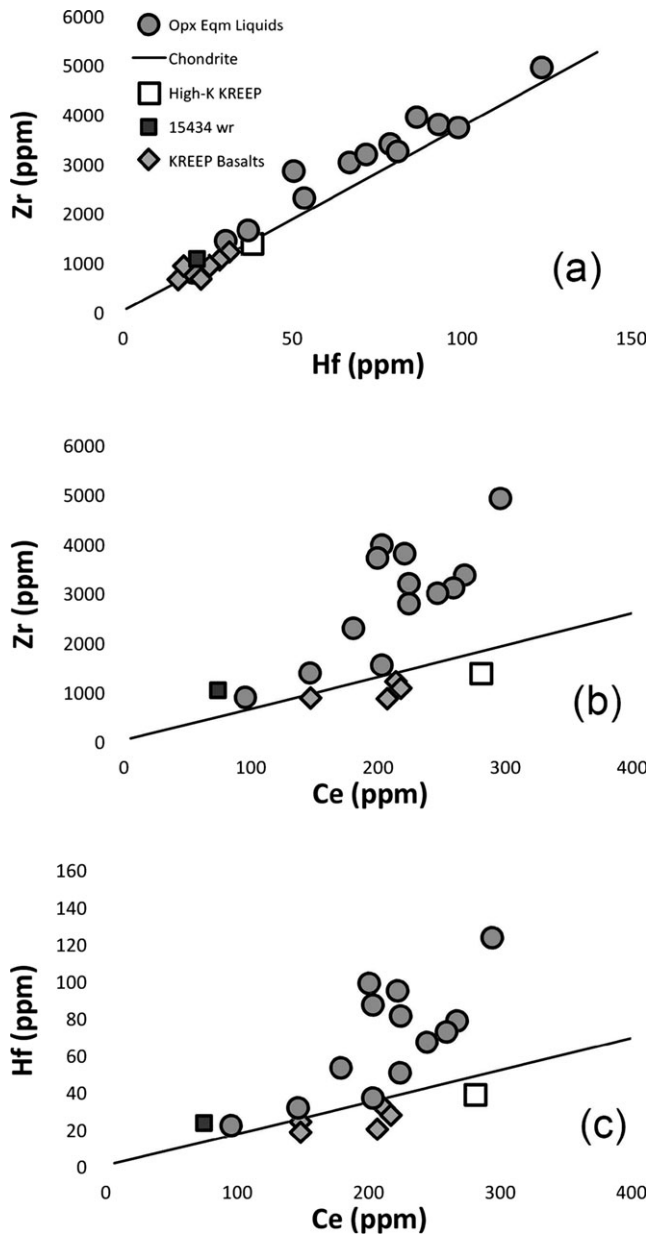 6000
Opx Eqm Liquids
5000
Chondrite
4000
High-K KREEP
3000
15434 wr
2000
KREEP Basalts
1000
0
Zr (ppm)
(a)
0 50 100 150
Hf (ppm)
6000
5000
4000
3000
2000
1000
0
Zr (ppm)
(b)
0 100 200 300 400
Ce (ppm)
160
140
120
100
80
60
40
20
0
Hf (ppm)
(c)
0 100 200 300 400
Ce (ppm)